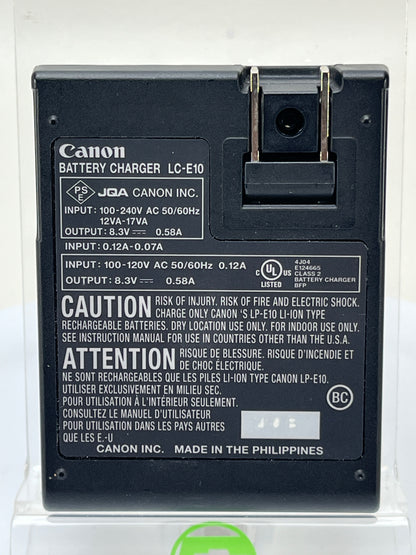 Canon
BATTERY CHARGER LC-E10
PS
E
JQA CANON INC.
INPUT: 100-240V AC 50/60Hz
12VA-17VA
OUTPUT: 8.3V ⎓ 0.58A
INPUT: 0.12A-0.07A
INPUT: 100-120V AC 50/60Hz 0.12A
OUTPUT: 8.3V ⎓ 0.58A
C UL US
LISTED
4J04
E124665
CLASS 2
BATTERY CHARGER
BFP
CAUTION RISK OF INJURY. RISK OF FIRE AND ELECTRIC SHOCK.
CHARGE ONLY CANON 'S LP-E10 LI-ION TYPE
RECHARGEABLE BATTERIES. DRY LOCATION USE ONLY. FOR INDOOR USE ONLY.
SEE INSTRUCTION MANUAL FOR USE IN COUNTRIES OTHER THAN THE U.S.A.
ATTENTION RISQUE DE BLESSURE. RISQUE D'INCENDIE ET
DE CHOC ÉLECTRIQUE.
NE SONT RECHARGEABLES QUE LES PILES LI-ION TYPE CANON LP-E10.
UTILISER EXCLUSIVEMENT EN MILIEU SEC.
POUR UTILISATION À L'INTÉRIEUR SEULEMENT.
CONSULTEZ LE MANUEL D'UTILISATEUR
POUR UTILISATION DANS LES PAYS AUTRES
QUE LES E.-U
BC
CANON INC. MADE IN THE PHILIPPINES